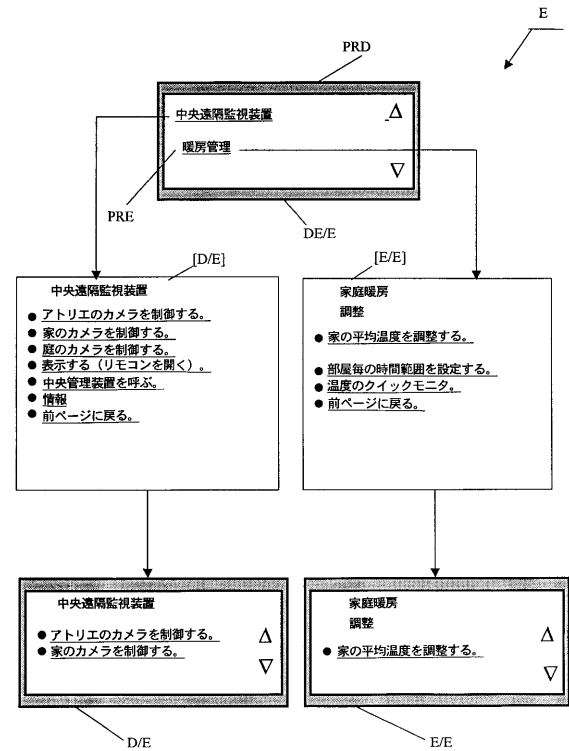 E
PRD
中央遠隔監視装置
Δ
暖房管理
∇
PRE
DE/E
[D/E]
中央遠隔監視装置
● アトリエのカメラを制御する。
● 家のカメラを制御する。
● 庭のカメラを制御する。
● 表示する(リモコンを開く)。
● 中央管理装置を呼ぶ。
● 情報
● 前ページに戻る。
[E/E]
家庭暖房
調整
● 家の平均温度を調整する。
● 部屋毎の時間範囲を設定する。
● 温度のクイックモニタ。
● 前ページに戻る。
中央遠隔監視装置
● アトリエのカメラを制御する。
Δ
● 家のカメラを制御する。
∇
D/E
家庭暖房
調整
Δ
● 家の平均温度を調整する。
∇
E/E